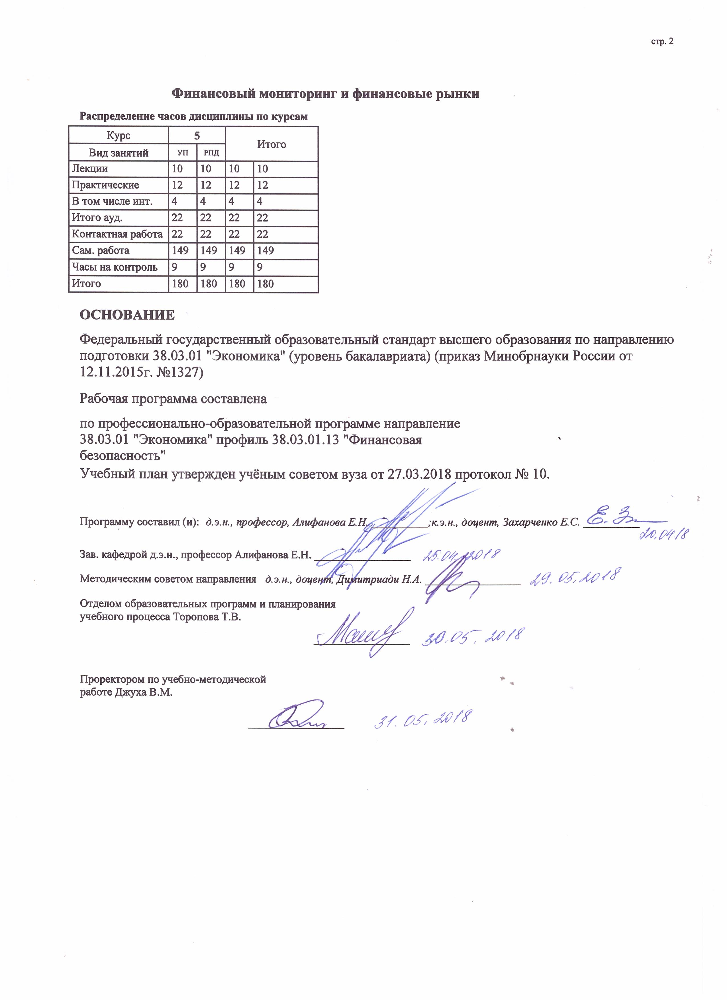 стр. 2
Финансовый мониторинг и финансовые рынки
Распределение часов дисциплины по курсам
Курс 5 Итого
Вид занятий УП РПД
Лекции 10 10 10 10
Практические 12 12 12 12
В том числе инт. 4 4 4 4
Итого ауд. 22 22 22 22
Контактная работа 22 22 22 22
Сам. работа 149 149 149 149
Часы на контроль 9 9 9 9
Итого 180 180 180 180
ОСНОВАНИЕ
Федеральный государственный образовательный стандарт высшего образования по направлению
подготовки 38.03.01 "Экономика" (уровень бакалавриата) (приказ Минобрнауки России от
12.11.2015г. №1327)
Рабочая программа составлена
по профессионально-образовательной программе направление
38.03.01 "Экономика" профиль 38.03.01.13 "Финансовая
безопасность"
Учебный план утвержден учёным советом вуза от 27.03.2018 протокол № 10.
Программу составил (и): д.э.н., профессор, Алифанова Е.Н. __________;к.э.н., доцент, Захарченко Е.С. __________
20.04.18
Зав. кафедрой д.э.н., профессор Алифанова Е.Н. _________________ 25.04.2018
Методическим советом направления д.э.н., доцент, Димитриади Н.А. _________________ 29.05.2018
Отделом образовательных программ и планирования
учебного процесса Торопова Т.В.
_________________ 30.05.2018
Проректором по учебно-методической
работе Джуха В.М.
_________________ 31.05.2018